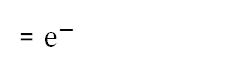 = e⁻